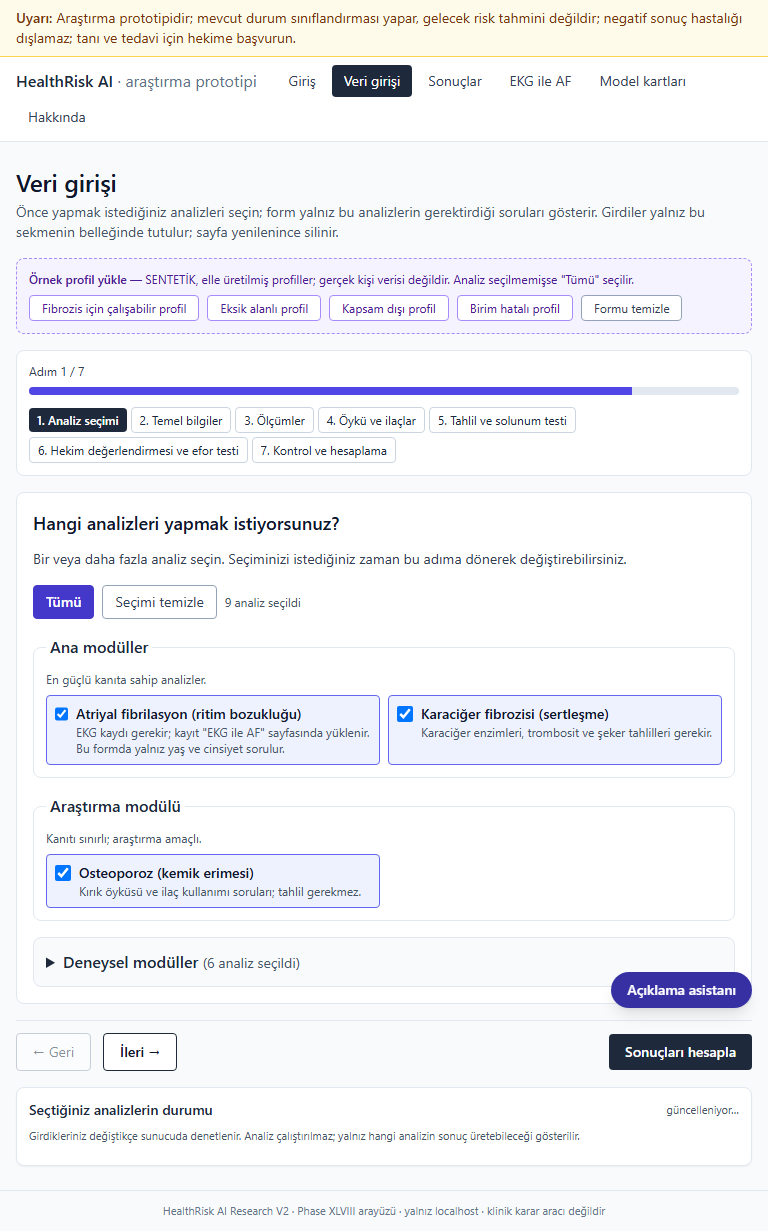 Uyarı: Araştırma prototipidir; mevcut durum sınıflandırması yapar, gelecek risk tahmini değildir; negatif sonuç hastalığı
dışlamaz; tanı ve tedavi için hekime başvurun.
HealthRisk AI · araştırma prototipi
Giriş
Veri girişi
Sonuçlar
EKG ile AF
Model kartları
Hakkında
Veri girişi
Önce yapmak istediğiniz analizleri seçin; form yalnız bu analizlerin gerektirdiği soruları gösterir. Girdiler yalnız bu
sekmenin belleğinde tutulur; sayfa yenilenince silinir.
Örnek profil yükle — SENTETİK, elle üretilmiş profiller; gerçek kişi verisi değildir. Analiz seçilmemişse "Tümü" seçilir.
Fibrozis için çalışabilir profil
Eksik alanlı profil
Kapsam dışı profil
Birim hatalı profil
Formu temizle
Adım 1 / 7
1. Analiz seçimi
2. Temel bilgiler
3. Ölçümler
4. Öykü ve ilaçlar
5. Tahlil ve solunum testi
6. Hekim değerlendirmesi ve efor testi
7. Kontrol ve hesaplama
Hangi analizleri yapmak istiyorsunuz?
Bir veya daha fazla analiz seçin. Seçiminizi istediğiniz zaman bu adıma dönerek değiştirebilirsiniz.
Tümü
Seçimi temizle
9 analiz seçildi
Ana modüller
En güçlü kanıta sahip analizler.
Atriyal fibrilasyon (ritim bozukluğu)
EKG kaydı gerekir; kayıt "EKG ile AF" sayfasında yüklenir.
Bu formda yalnız yaş ve cinsiyet sorulur.
Karaciğer fibrozisi (sertleşme)
Karaciğer enzimleri, trombosit ve şeker tahlilleri gerekir.
Araştırma modülü
Kanıtı sınırlı; araştırma amaçlı.
Osteoporoz (kemik erimesi)
Kırık öyküsü ve ilaç kullanımı soruları; tahlil gerekmez.
Deneysel modüller (6 analiz seçildi)
Açıklama asistanı
← Geri
İleri →
Sonuçları hesapla
Seçtiğiniz analizlerin durumu
güncelleniyor...
Girdikleriniz değiştikçe sunucuda denetlenir. Analiz çalıştırılmaz; yalnız hangi analizin sonuç üretebileceği gösterilir.
HealthRisk AI Research V2 · Phase XLVIII arayüzü · yalnız localhost · klinik karar aracı değildir